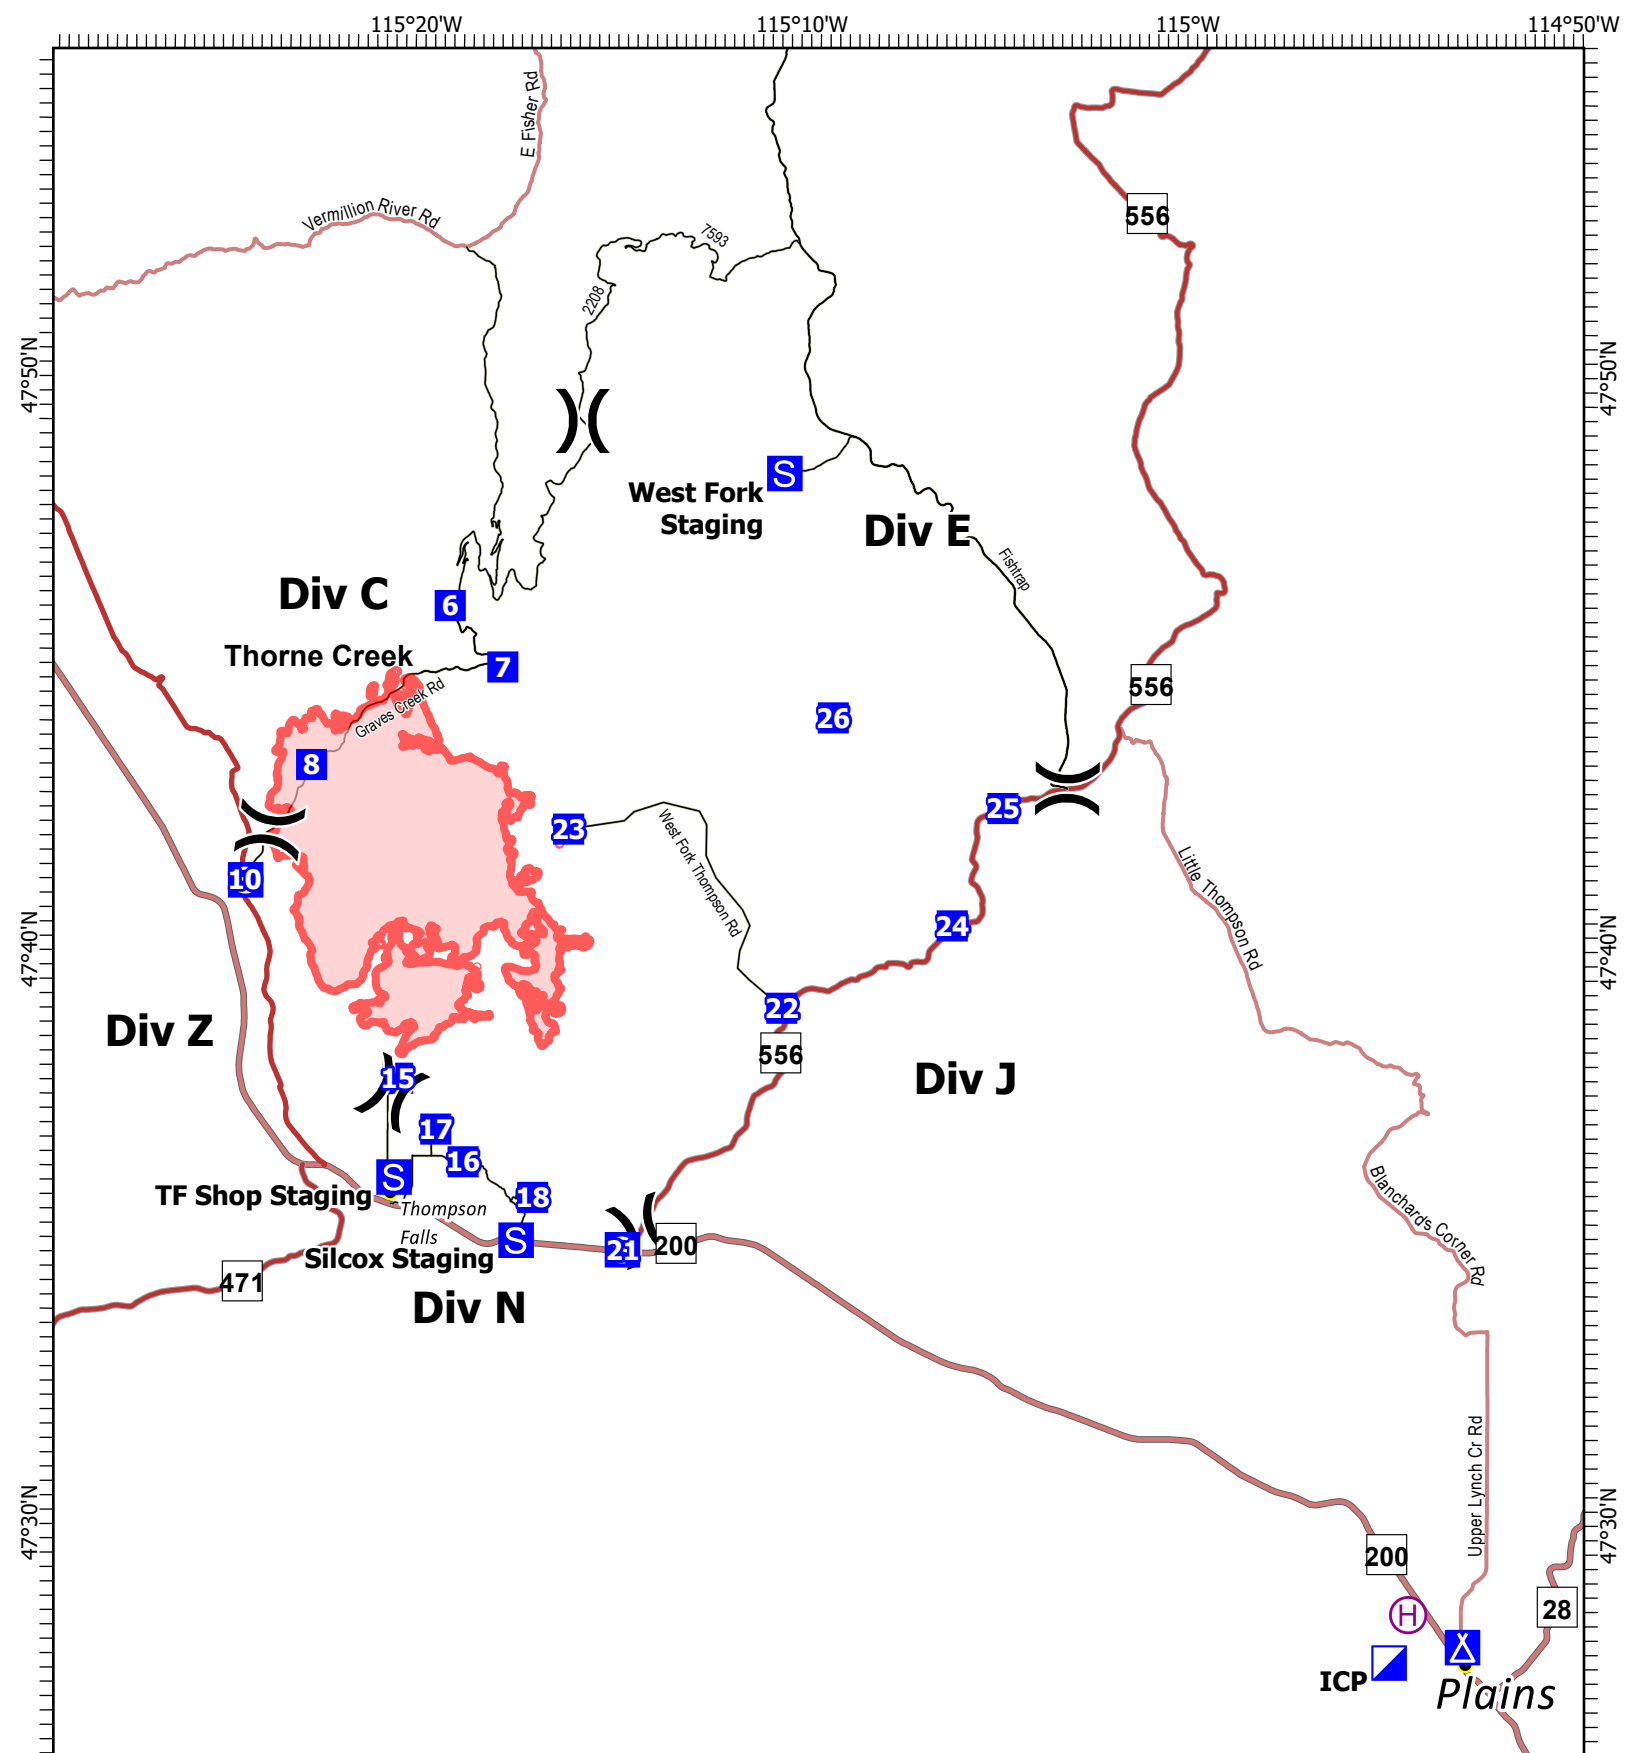 115°20'W
115°10'W
115°W
114°50'W
E Fisher Rd
Vermillion River Rd
7593
556
2208
47°50'N
47°50'N
S
West Fork
Staging
Div E
Fishtrap
Div C
6
Thorne Creek
7
556
Graves Creek Rd
26
8
25
23
West Fork Thompson Rd
Little Thompson Rd
10
24
47°40'N
47°40'N
22
Div Z
556
15
Div J
17
16
S
TF Shop Staging
18
Thompson
Falls
Blanchards Corner Rd
S
Silcox Staging
21
200
471
Div N
Upper Lynch Cr Rd
47°30'N
47°30'N
200
28
H
ICP
Plains